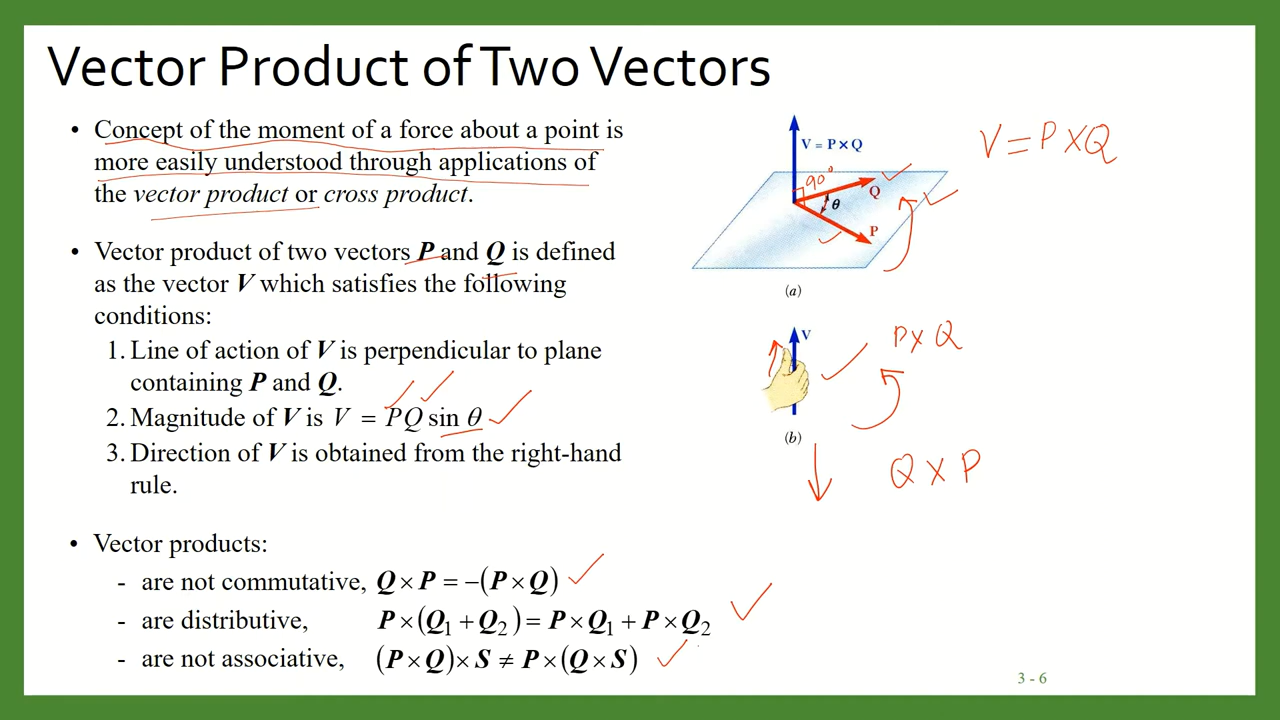 Vector Product of Two Vectors
• Concept of the moment of a force about a point is
more easily understood through applications of
the vector product or cross product.
• Vector product of two vectors P and Q is defined
as the vector V which satisfies the following
conditions:
1. Line of action of V is perpendicular to plane
containing P and Q.
2. Magnitude of V is V = PQ sin θ
3. Direction of V is obtained from the right-hand
rule.
• Vector products:
- are not commutative, Q × P = −(P × Q)
- are distributive, P × (Q₁ + Q₂) = P × Q₁ + P × Q₂
- are not associative, (P × Q) × S ≠ P × (Q × S)
V = P × Q
90°
Q
θ
P
(a)
V = P × Q
V
P × Q
(b)
Q × P
3 - 6